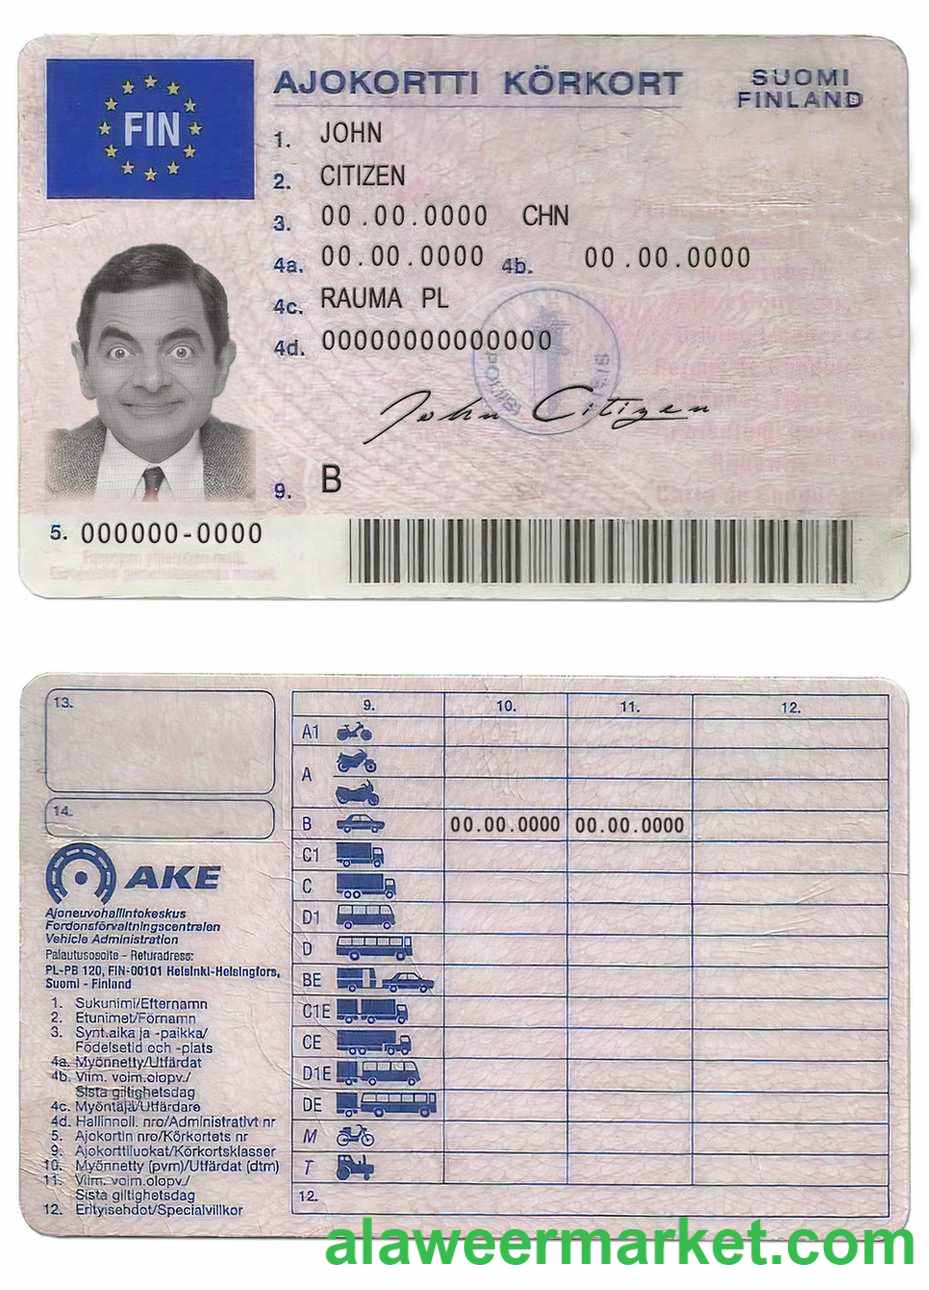 FIN
AJOKORTTI KÖRKORT
SUOMI
FINLAND
1. JOHN
2. CITIZEN
3. 00.00.0000 CHN
4a. 00.00.0000 4b. 00.00.0000
4c. RAUMA PL
4d. 00000000000000
John Citizen
9. B
5. 000000-0000
13.
14.
9. 10. 11. 12.
A1
A
B 00.00.0000 00.00.0000
C1
C
D1
D
BE
C1E
CE
D1E
DE
M
T
12.
AKE
Ajoneuvohallintokeskus
Fordonsförvaltningscentralen
Vehicle Administration
Palautusosoite - Returadress:
PL-PB 120, FIN-00101 Helsinki-Helsingfors,
Suomi - Finland
1. Sukunimi/Efternamn
2. Etunimet/Förnamn
3. Synt.aika ja -paikka/
Födelsetid och -plats
4a. Myönnetty/Utfärdat
4b. Viim. voim.olopv./
Sista giltighetsdag
4c. Myöntäjä/Utfärdare
4d. Hallinnoll. nro/Administrativt nr
5. Ajokortin nro/Körkortets nr
9. Ajokorttiluokat/Körkortsklasser
10. Myönnetty (pvm)/Utfärdat (dtm)
11. Viim. voim.olopv./
Sista giltighetsdag
12. Erityisehdot/Specialvillkor
alaweermarket.com